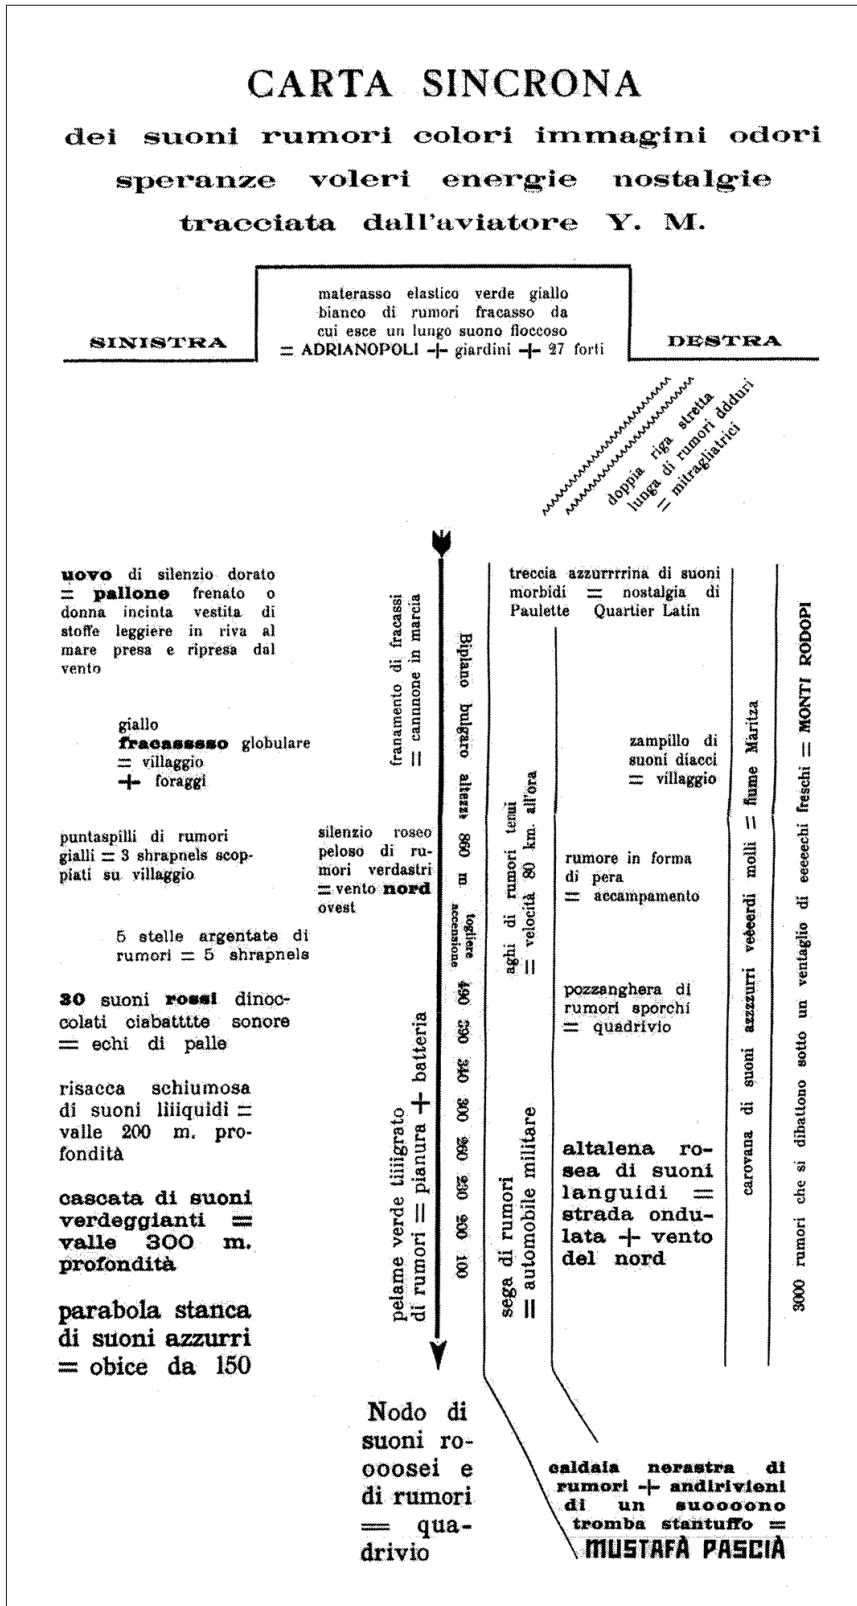 CARTA SINCRONA
dei suoni rumori colori immagini odori
speranze voleri energie nostalgie
tracciata dall'aviatore Y. M.
SINISTRA
materasso elastico verde giallo
bianco di rumori fracasso da
cui esce un lungo suono floccoso
= ADRIANOPOLI + giardini + 27 forti
DESTRA
^^^^^^^^^^^^^^^^^^^^^^^^^^^^
^^^^^^^^^^^^^^^^^^^^^^^^^^^^
doppia riga stretta
lunga di rumori ddduri
= mitragliatrici
uovo di silenzio dorato
= pallone frenato o
donna incinta vestita di
stoffe leggiere in riva al
mare presa e ripresa dal
vento
giallo
fracasssso globulare
= villaggio
+ foraggi
puntaspilli di rumori
gialli = 3 shrapnels scop-
piati su villaggio
5 stelle argentate di
rumori = 5 shrapnels
30 suoni rossi dinoc-
colati ciabatttte sonore
= echi di palle
risacca schiumosa
di suoni liiiquidi =
valle 200 m. pro-
fondità
cascata di suoni
verdeggianti =
valle 300 m.
profondità
parabola stanca
di suoni azzurri
= obice da 150
franamento di fracassi
= cannnone in marcia
silenzio roseo
peloso di ru-
mori verdastri
= vento nord
ovest
pelame verde tiiiigrato
di rumori = pianura + batteria
Biplano bulgaro altezza 860 m. togliere
accensione 490 390 340 300 260 230 200 100
aghi di rumori tenui
= velocità 80 km. all'ora
sega di rumori
= automobile militare
treccia azzurrrrina di suoni
morbidi = nostalgia di
Paulette Quartier Latin
zampillo di
suoni diacci
= villaggio
rumore in forma
di pera
= accampamento
pozzanghera di
rumori sporchi
= quadrivio
altalena ro-
sea di suoni
languidi =
strada ondu-
lata + vento
del nord
carovana di suoni azzzzurri veèeerdi molli = fiume Maritza
3000 rumori che si dibattono sotto un ventaglio di eeeeechi freschi = MONTI RODOPI
Nodo di
suoni ro-
ooosei e
di rumori
= qua-
drivio
caldaia nerastra di
rumori + andirivieni
di un suoooono
tromba stantuffo =
MUSTAFÀ PASCIÀ